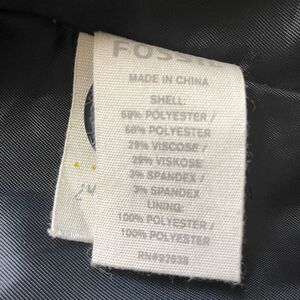 FOSSIL
MADE IN CHINA
SHELL:
68% POLYESTER /
68% POLYESTER
29% VISCOSE /
29% VISKOSE
3% SPANDEX /
3% SPANDEX
LINING:
100% POLYESTER /
100% POLYESTER
RN#92638